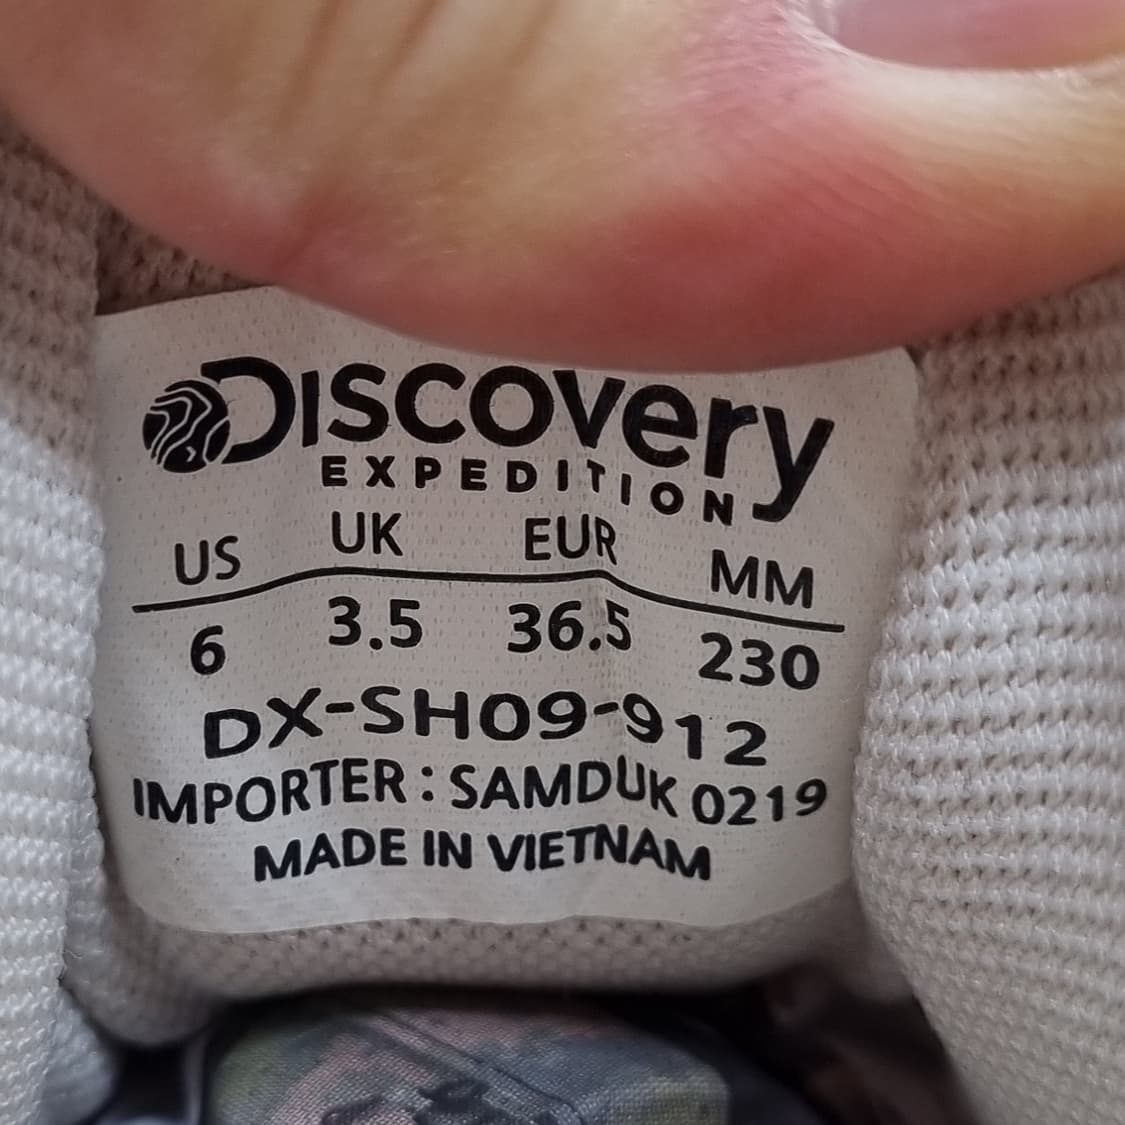 DISCOVery
EXPEDITION
US UK EUR MM
6 3.5 36.5 230
DX-SH09-912
IMPORTER : SAMDUK 0219
MADE IN VIETNAM